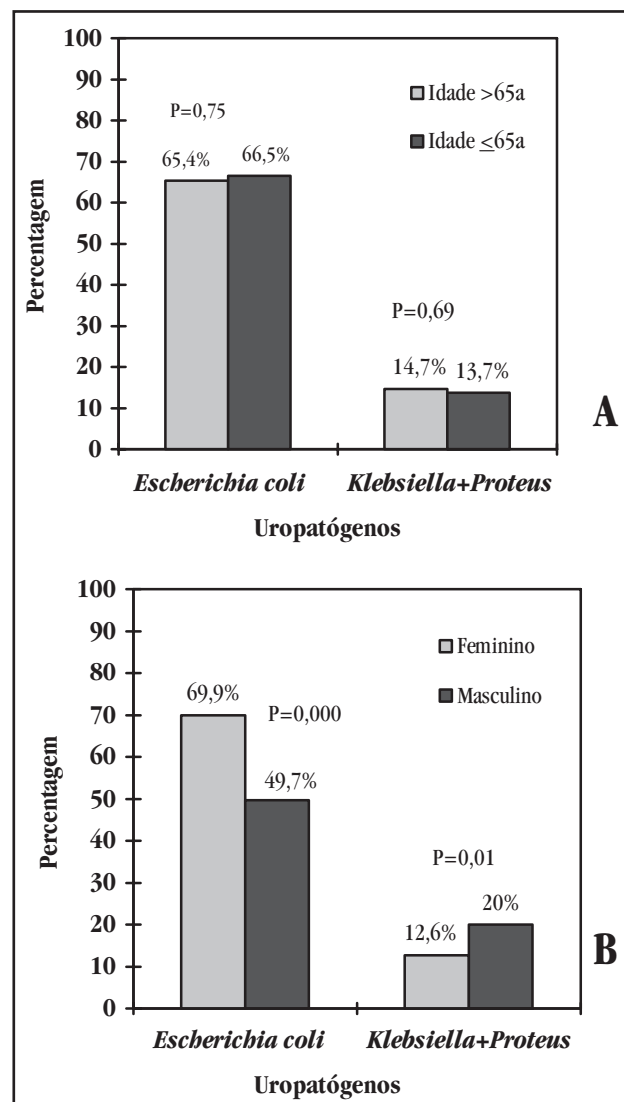 100
90
80
70
60
50
40
30
20
10
0
Percentagem
Idade >65a
Idade ≤65a
P=0,75
65,4%
66,5%
P=0,69
14,7%
13,7%
Escherichia coli
Klebsiella+Proteus
Uropatógenos
A
100
90
80
70
60
50
40
30
20
10
0
Percentagem
Feminino
Masculino
69,9%
P=0,000
49,7%
P=0,01
12,6%
20%
Escherichia coli
Klebsiella+Proteus
Uropatógenos
B